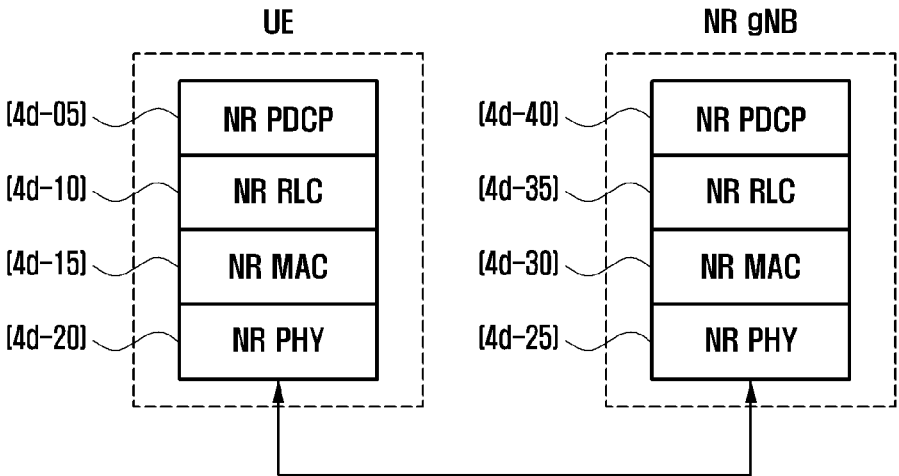 UE
NR gNB
[4d-05]
NR PDCP
[4d-40]
NR PDCP
[4d-10]
NR RLC
[4d-35]
NR RLC
[4d-15]
NR MAC
[4d-30]
NR MAC
[4d-20]
NR PHY
[4d-25]
NR PHY